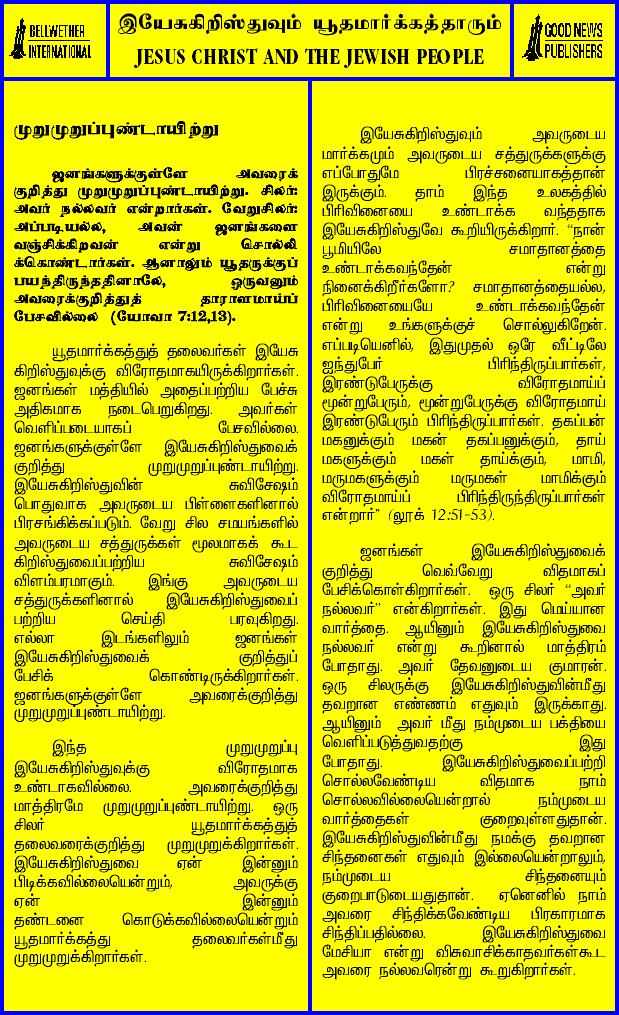 BELLWETHER
INTERNATIONAL
இயேசுகிறிஸ்துவும் யூதமார்க்கத்தாரும்
JESUS CHRIST AND THE JEWISH PEOPLE
GOOD NEWS
PUBLISHERS
முறுமுறுப்புண்டாயிற்று
ஜனங்களுக்குள்ளே அவரைக்
குறித்து முறுமுறுப்புண்டாயிற்று. சிலர்:
அவர் நல்லவர் என்றார்கள். வேறுசிலர்:
அப்படியல்ல, அவன் ஜனங்களை
வஞ்சிக்கிறவன் என்று சொல்லி
க்கொண்டார்கள். ஆனாலும் யூதருக்குப்
பயந்திருந்ததினாலே, ஒருவனும்
அவரைக்குறித்துத் தாராளமாய்ப்
பேசவில்லை (யோவா 7:12,13).
யூதமார்க்கத்துத் தலைவர்கள் இயேசு
கிறிஸ்துவுக்கு விரோதமாகயிருக்கிறார்கள்.
ஜனங்கள் மத்தியில் அதைப்பற்றிய பேச்சு
அதிகமாக நடைபெறுகிறது. அவர்கள்
வெளிப்படையாகப் பேசவில்லை.
ஜனங்களுக்குள்ளே இயேசுகிறிஸ்துவைக்
குறித்து முறுமுறுப்புண்டாயிற்று.
இயேசுகிறிஸ்துவின் சுவிசேஷம்
பொதுவாக அவருடைய பிள்ளைகளினால்
பிரசங்கிக்கப்படும். வேறு சில சமயங்களில்
அவருடைய சத்துருக்கள் மூலமாகக் கூட
கிறிஸ்துவைப்பற்றிய சுவிசேஷம்
விளம்பரமாகும். இங்கு அவருடைய
சத்துருக்களினால் இயேசுகிறிஸ்துவைப்
பற்றிய செய்தி பரவுகிறது.
எல்லா இடங்களிலும் ஜனங்கள்
இயேசுகிறிஸ்துவைக் குறித்துப்
பேசிக் கொண்டிருக்கிறார்கள்.
ஜனங்களுக்குள்ளே அவரைக்குறித்து
முறுமுறுப்புண்டாயிற்று.
இந்த முறுமுறுப்பு
இயேசுகிறிஸ்துவுக்கு விரோதமாக
உண்டாகவில்லை. அவரைக்குறித்து
மாத்திரமே முறுமுறுப்புண்டாயிற்று. ஒரு
சிலர் யூதமார்க்கத்துத்
தலைவரைக்குறித்து முறுமுறுக்கிறார்கள்.
இயேசுகிறிஸ்துவை ஏன் இன்னும்
பிடிக்கவில்லையென்றும், அவருக்கு
ஏன் இன்னும்
தண்டனை கொடுக்கவில்லையென்றும்
யூதமார்க்கத்து தலைவர்கள்மீது
முறுமுறுக்கிறார்கள்.
இயேசுகிறிஸ்துவும் அவருடைய
மார்க்கமும் அவருடைய சத்துருக்களுக்கு
எப்போதுமே பிரச்சனையாகத்தான்
இருக்கும். தாம் இந்த உலகத்தில்
பிரிவினையை உண்டாக்க வந்ததாக
இயேசுகிறிஸ்துவே கூறியிருக்கிறார். “நான்
பூமியிலே சமாதானத்தை
உண்டாக்கவந்தேன் என்று
நினைக்கிறீர்களோ? சமாதானத்தையல்ல,
பிரிவினையையே உண்டாக்கவந்தேன்
என்று உங்களுக்குச் சொல்லுகிறேன்.
எப்படியெனில், இதுமுதல் ஒரே வீட்டிலே
ஐந்துபேர் பிரிந்திருப்பார்கள்,
இரண்டுபேருக்கு விரோதமாய்ப்
மூன்றுபேரும், மூன்றுபேருக்கு விரோதமாய்
இரண்டுபேரும் பிரிந்திருப்பார்கள். தகப்பன்
மகனுக்கும் மகன் தகப்பனுக்கும், தாய்
மகளுக்கும் மகள் தாய்க்கும், மாமி,
மருமகளுக்கும் மருமகள் மாமிக்கும்
விரோதமாய்ப் பிரிந்திருந்திருப்பார்கள்
என்றார்” (லூக் 12:51-53).
ஜனங்கள் இயேசுகிறிஸ்துவைக்
குறித்து வெவ்வேறு விதமாகப்
பேசிக்கொள்கிறார்கள். ஒரு சிலர் “அவர்
நல்லவர்” என்கிறார்கள். இது மெய்யான
வார்த்தை. ஆயினும் இயேசுகிறிஸ்துவை
நல்லவர் என்று கூறினால் மாத்திரம்
போதாது. அவர் தேவனுடைய குமாரன்.
ஒரு சிலருக்கு இயேசுகிறிஸ்துவின்மீது
தவறான எண்ணம் எதுவும் இருக்காது.
ஆயினும் அவர் மீது நம்முடைய பக்தியை
வெளிப்படுத்துவதற்கு இது
போதாது. இயேசுகிறிஸ்துவைப்பற்றி
சொல்லவேண்டிய விதமாக நாம்
சொல்லவில்லையென்றால் நம்முடைய
வார்த்தைகள் குறைவுள்ளதுதான்.
இயேசுகிறிஸ்துவின்மீது நமக்கு தவறான
சிந்தனைகள் எதுவும் இல்லையென்றாலும்,
நம்முடைய சிந்தனையும்
குறைபாடுடையதுதான். ஏனெனில் நாம்
அவரை சிந்திக்கவேண்டிய பிரகாரமாக
சிந்திப்பதில்லை. இயேசுகிறிஸ்துவை
மேசியா என்று விசுவாசிக்காதவர்கள்கூட
அவரை நல்லவரென்று கூறுகிறார்கள்.